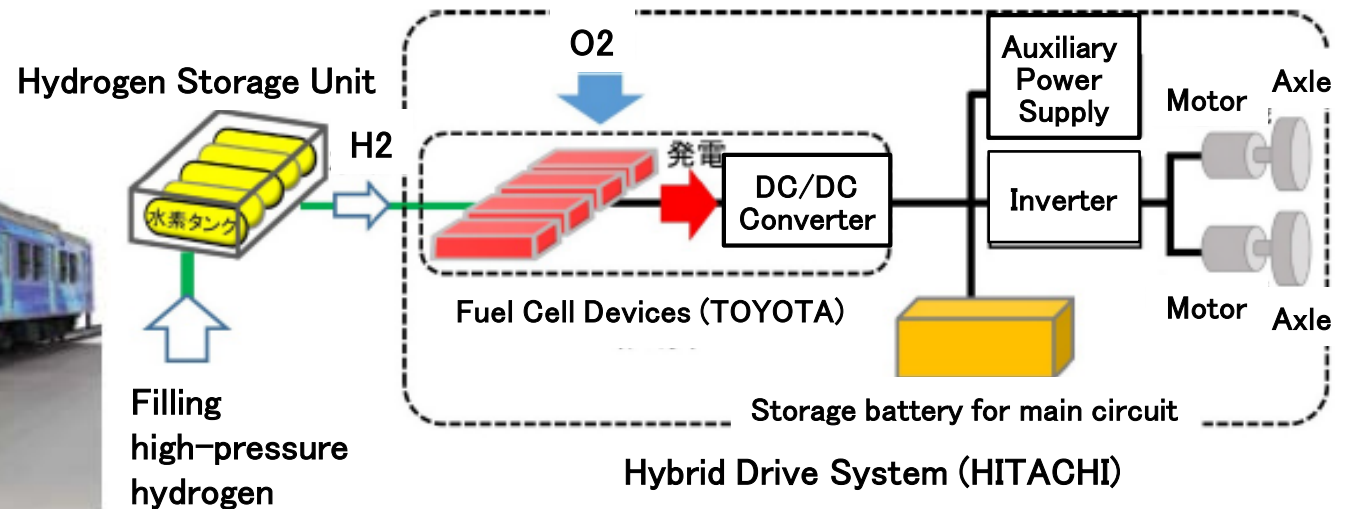 O2
Hydrogen Storage Unit
H2
水素タンク
発電
DC/DC
Converter
Auxiliary
Power
Supply
Inverter
Motor
Axle
Motor
Axle
Fuel Cell Devices (TOYOTA)
Storage battery for main circuit
Filling
high-pressure
hydrogen
Hybrid Drive System (HITACHI)